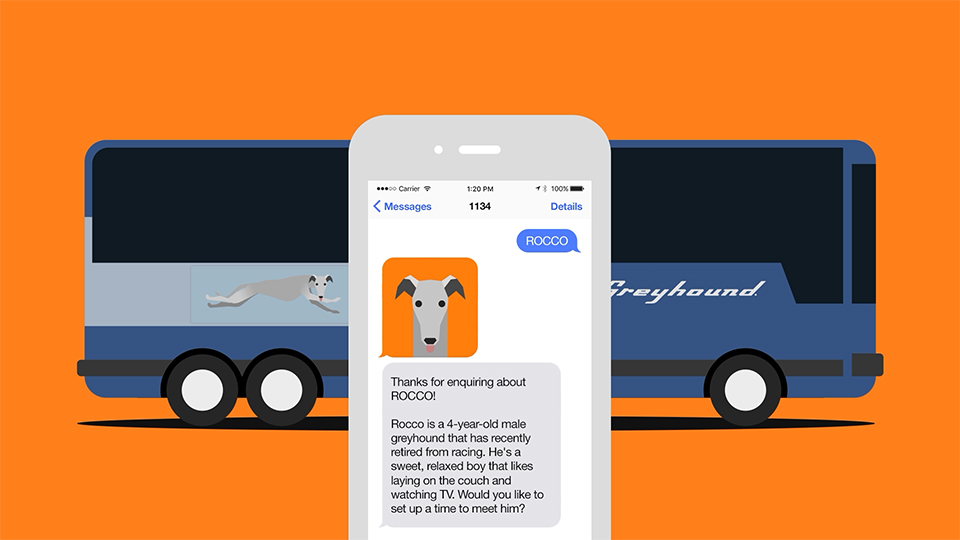 Carrier 1:20 PM 100%
Messages 1134 Details
ROCCO
Greyhound
Thanks for enquiring about
ROCCO!
Rocco is a 4-year-old male
greyhound that has recently
retired from racing. He's a
sweet, relaxed boy that likes
laying on the couch and
watching TV. Would you like to
set up a time to meet him?